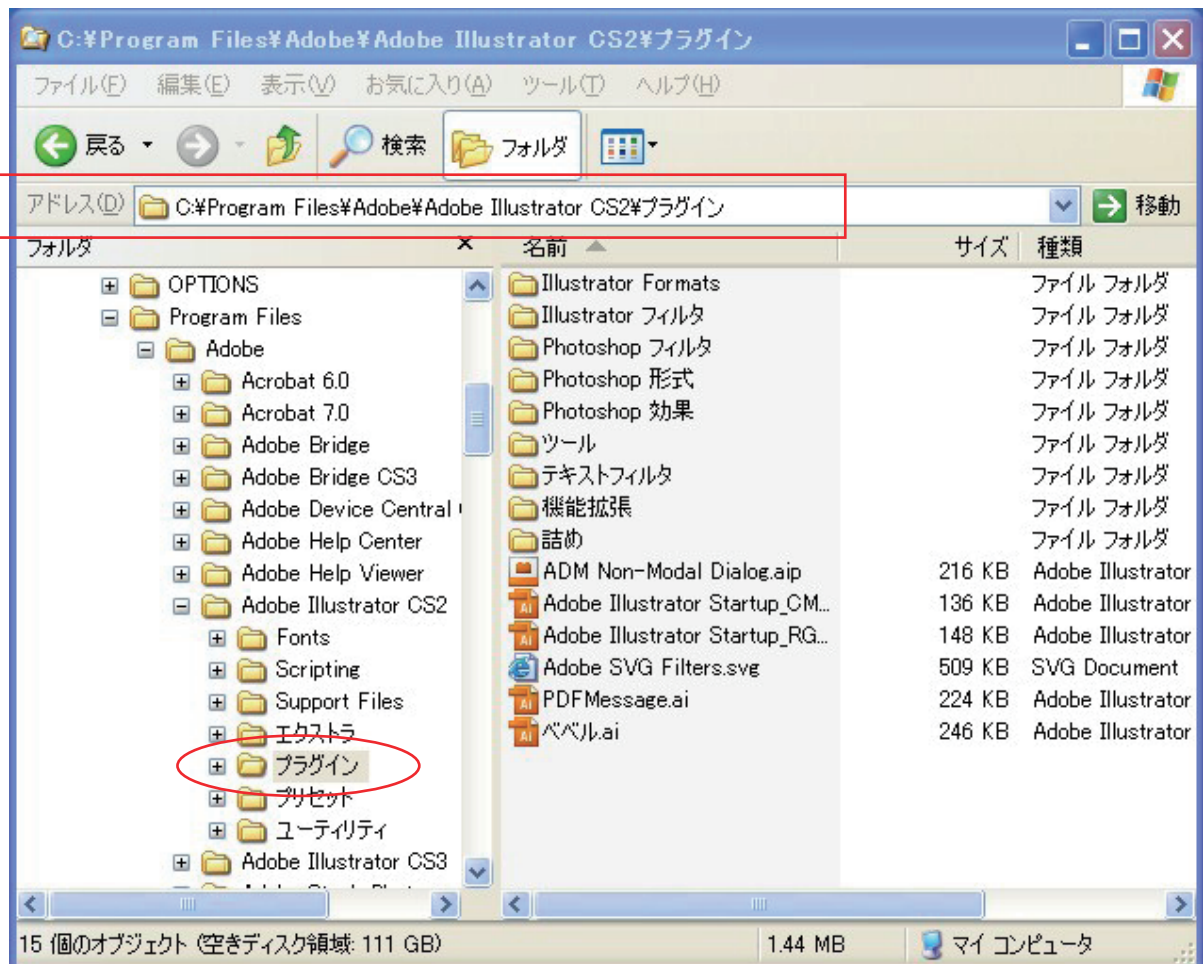 C:¥Program Files¥Adobe¥Adobe Illustrator CS2¥プラグイン
ファイル(F) 編集(E) 表示(V) お気に入り(A) ツール(T) ヘルプ(H)
戻る 検索 フォルダ
アドレス(D) C:¥Program Files¥Adobe¥Adobe Illustrator CS2¥プラグイン 移動
フォルダ × 名前 サイズ 種類
OPTIONS
Program Files
Adobe
Acrobat 6.0
Acrobat 7.0
Adobe Bridge
Adobe Bridge CS3
Adobe Device Central
Adobe Help Center
Adobe Help Viewer
Adobe Illustrator CS2
Fonts
Scripting
Support Files
エクストラ
プラグイン
プリセット
ユーティリティ
Adobe Illustrator CS3
Illustrator Formats ファイル フォルダ
Illustrator フィルタ ファイル フォルダ
Photoshop フィルタ ファイル フォルダ
Photoshop 形式 ファイル フォルダ
Photoshop 効果 ファイル フォルダ
ツール ファイル フォルダ
テキストフィルタ ファイル フォルダ
機能拡張 ファイル フォルダ
詰め ファイル フォルダ
ADM Non-Modal Dialog.aip 216 KB Adobe Illustrator
Adobe Illustrator Startup_CM... 136 KB Adobe Illustrator
Adobe Illustrator Startup_RG... 148 KB Adobe Illustrator
Adobe SVG Filters.svg 509 KB SVG Document
PDFMessage.ai 224 KB Adobe Illustrator
ベベル.ai 246 KB Adobe Illustrator
15 個のオブジェクト (空きディスク領域: 111 GB) 1.44 MB マイ コンピュータ